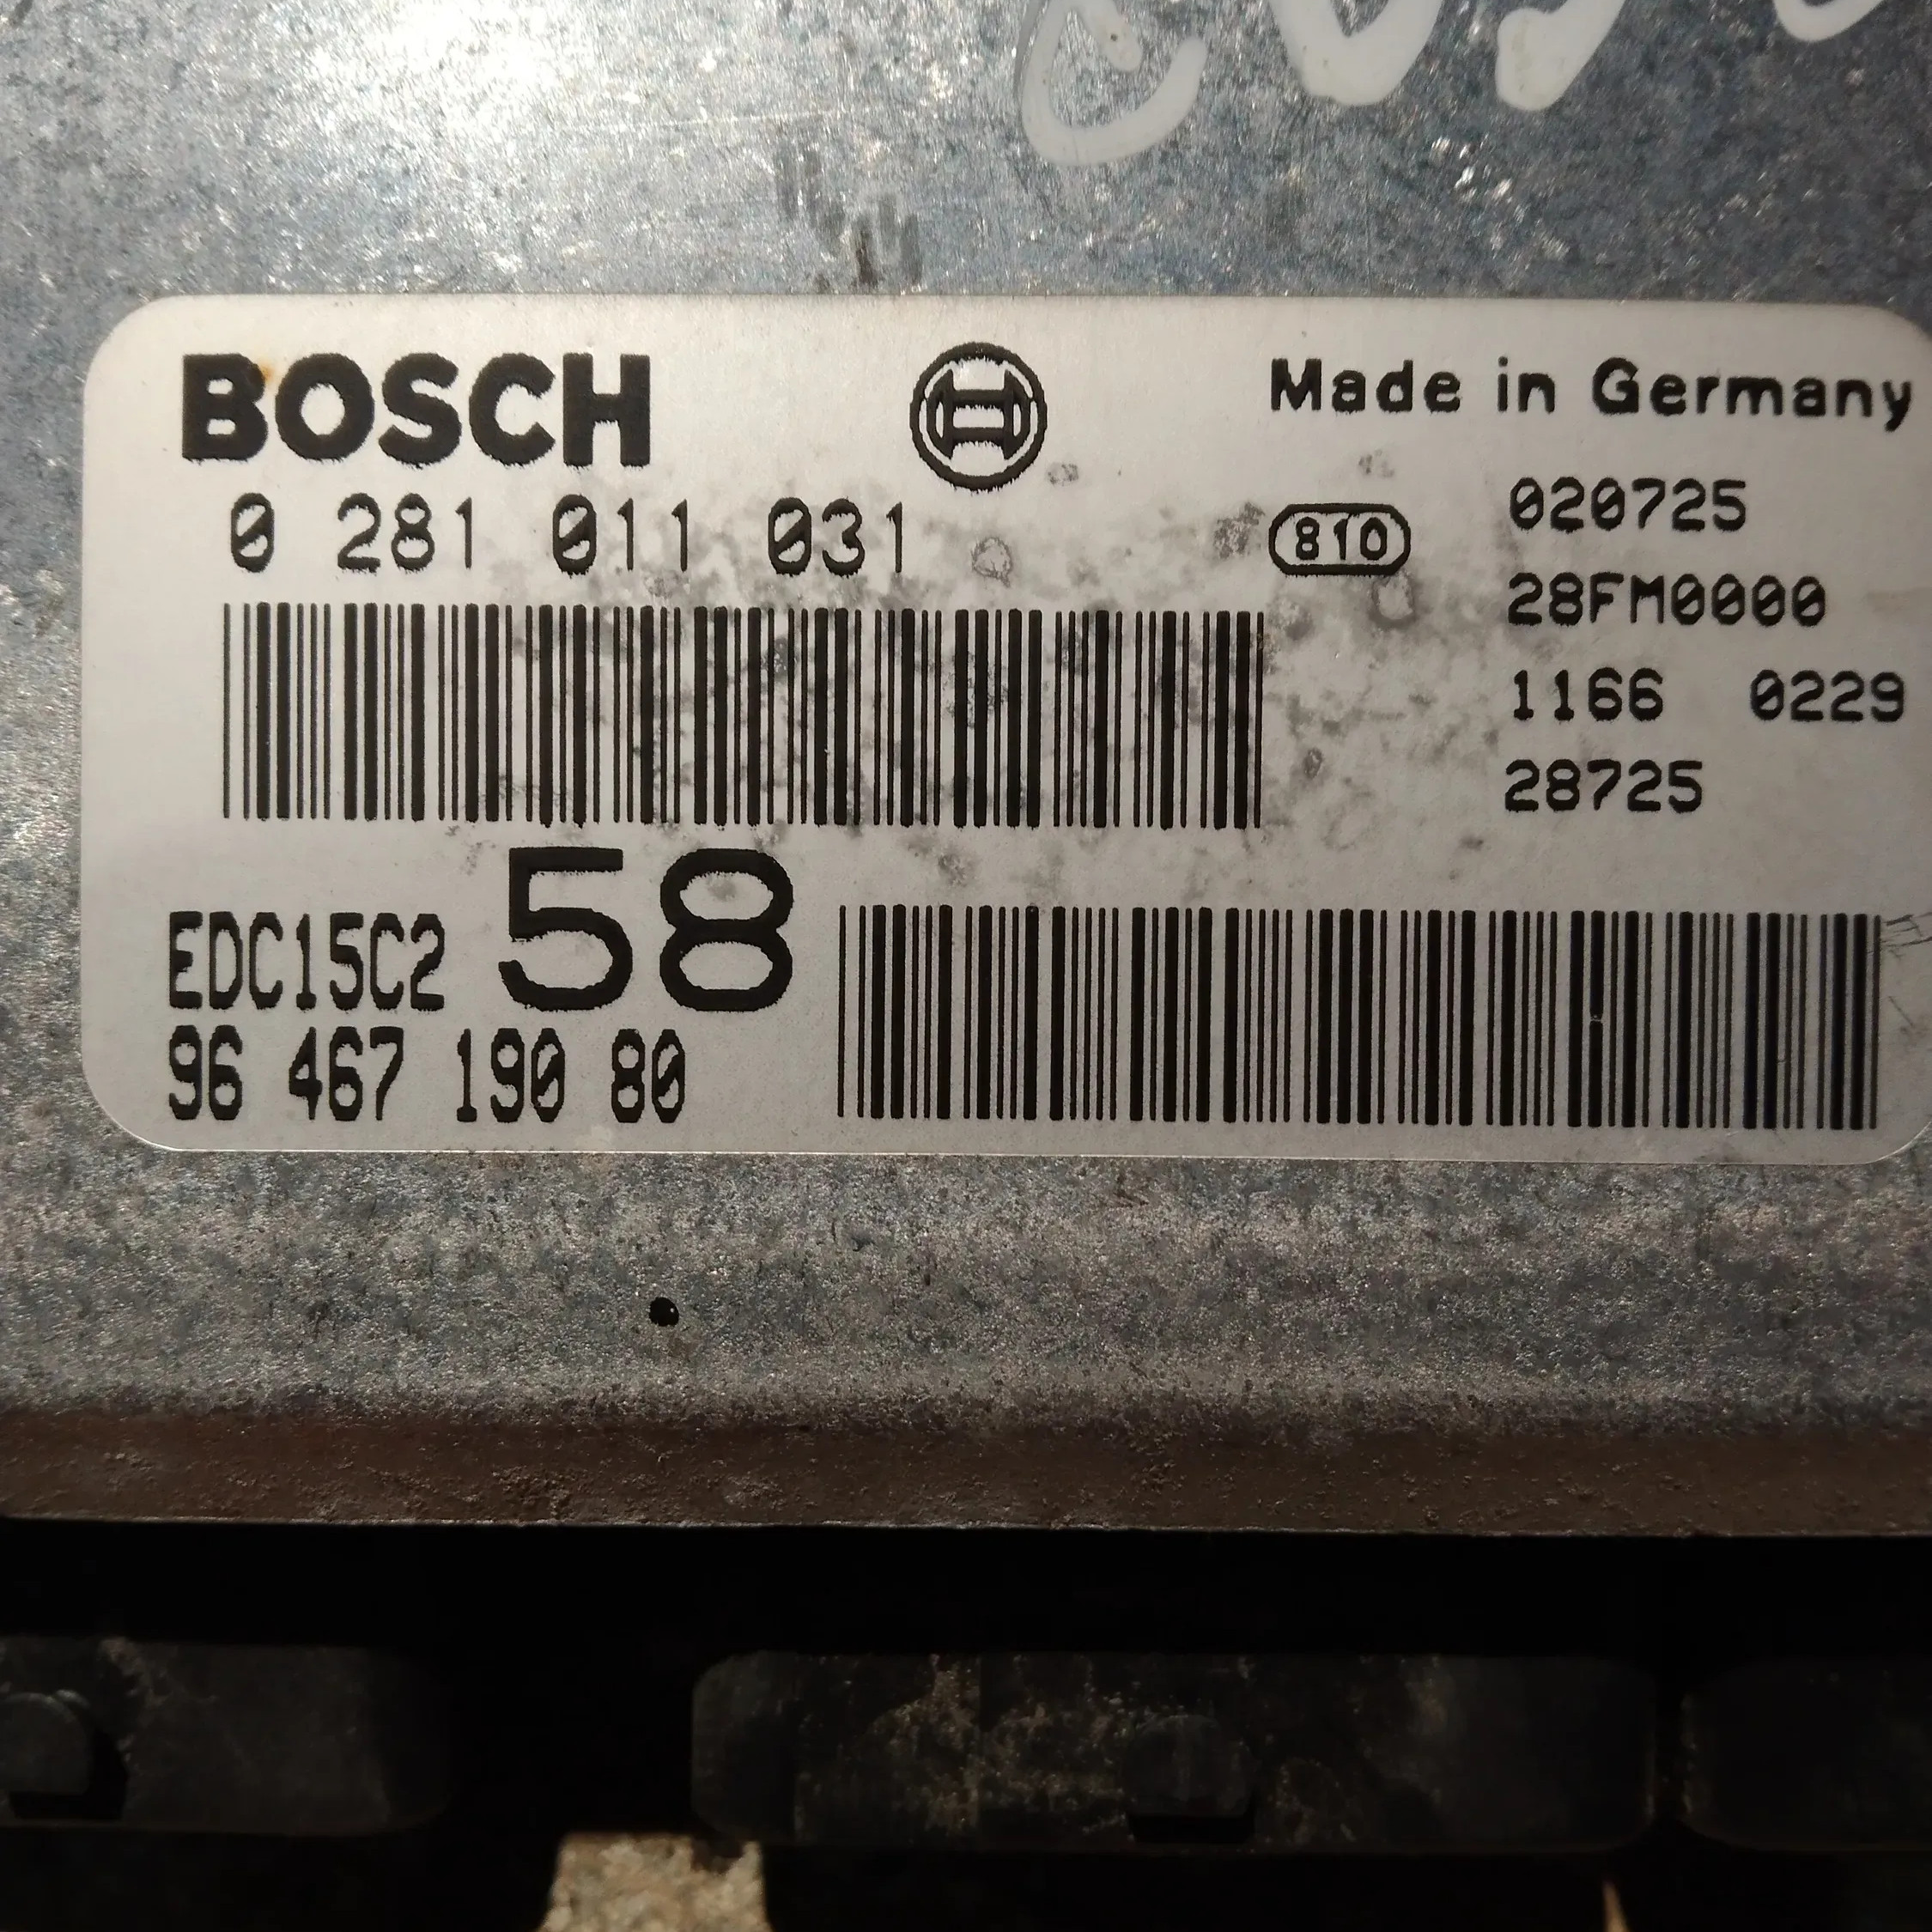 BOSCH
Made in Germany
0 281 011 031
810
020725
28FM0000
1166 0229
28725
EDC15C2 58
96 467 190 80